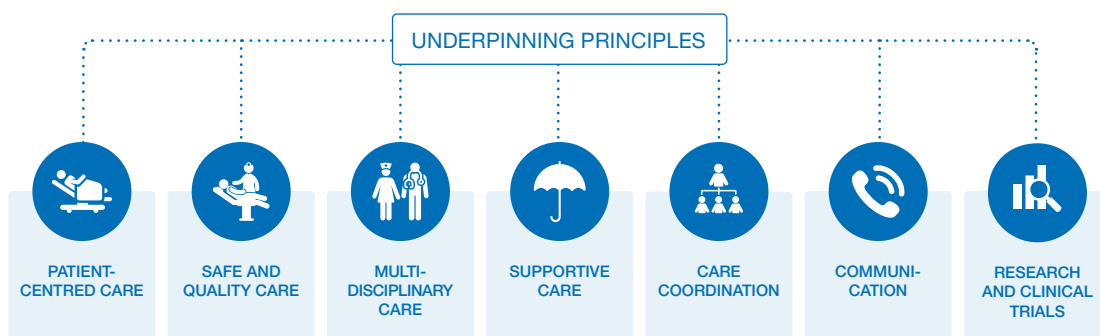 UNDERPINNING PRINCIPLES
PATIENT-
CENTRED CARE
SAFE AND
QUALITY CARE
MULTI-
DISCIPLINARY
CARE
SUPPORTIVE
CARE
CARE
COORDINATION
COMMUNI-
CATION
RESEARCH
AND CLINICAL
TRIALS